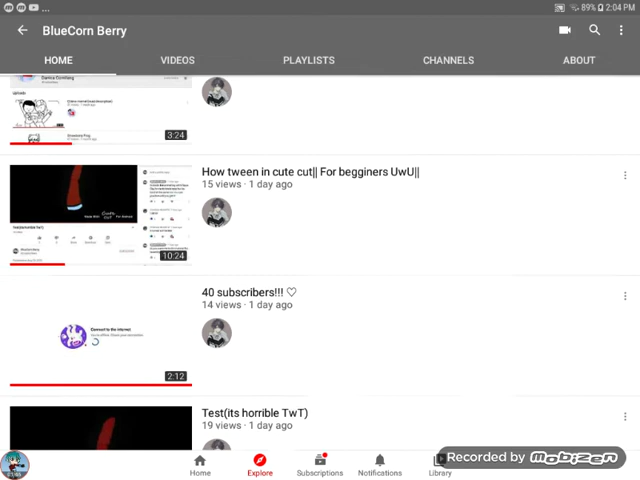 89% 2:04 PM
BlueCorn Berry
HOME VIDEOS PLAYLISTS CHANNELS ABOUT
Uploads
3:24
How tween in cute cut|| For begginers UwU||
15 views · 1 day ago
10:24
40 subscribers!!! ♡
14 views · 1 day ago
Connect to the internet
2:12
Test(its horrible TwT)
19 views · 1 day ago
Home Explore Subscriptions Notifications Library
Recorded by MOBIZEN